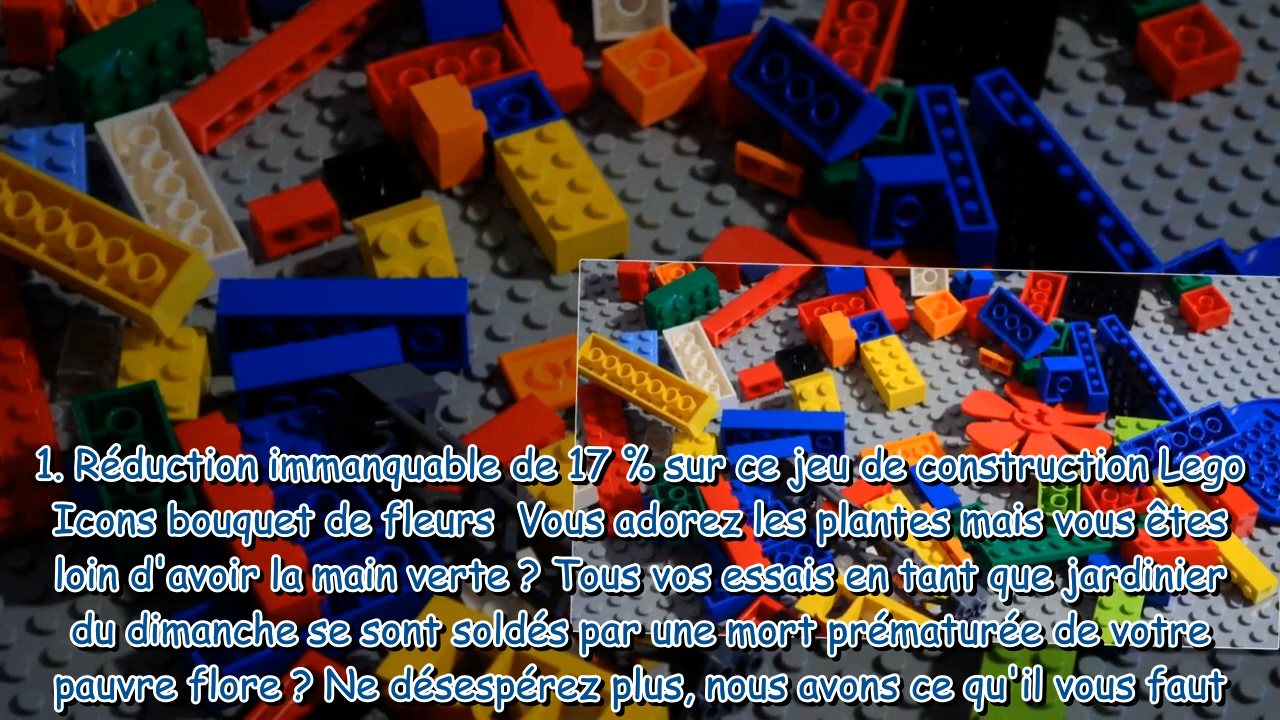 1. Réduction immanquable de 17 % sur ce jeu de construction Lego
Icons bouquet de fleurs  Vous adorez les plantes mais vous êtes
loin d'avoir la main verte ? Tous vos essais en tant que jardinier
du dimanche se sont soldés par une mort prématurée de votre
pauvre flore ? Ne désespérez plus, nous avons ce qu'il vous faut